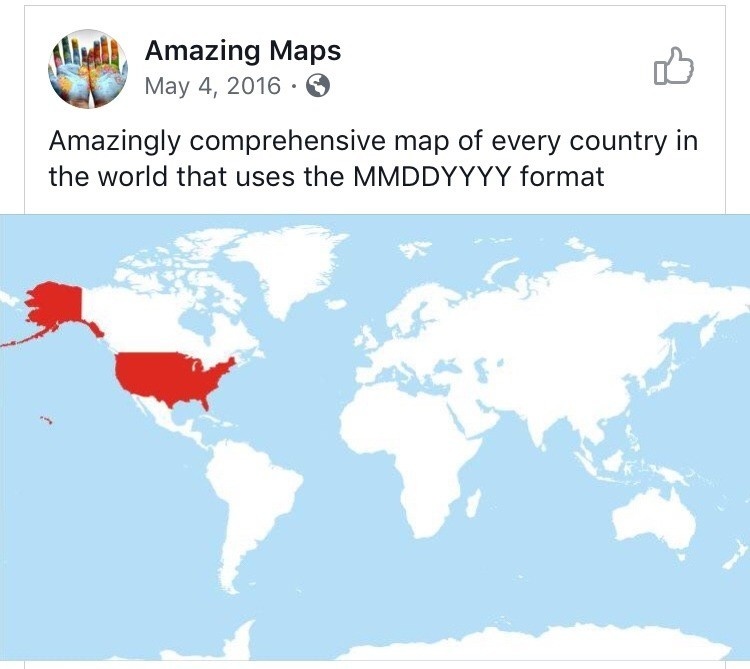 Amazing Maps
May 4, 2016 ·
Amazingly comprehensive map of every country in
the world that uses the MMDDYYYY format